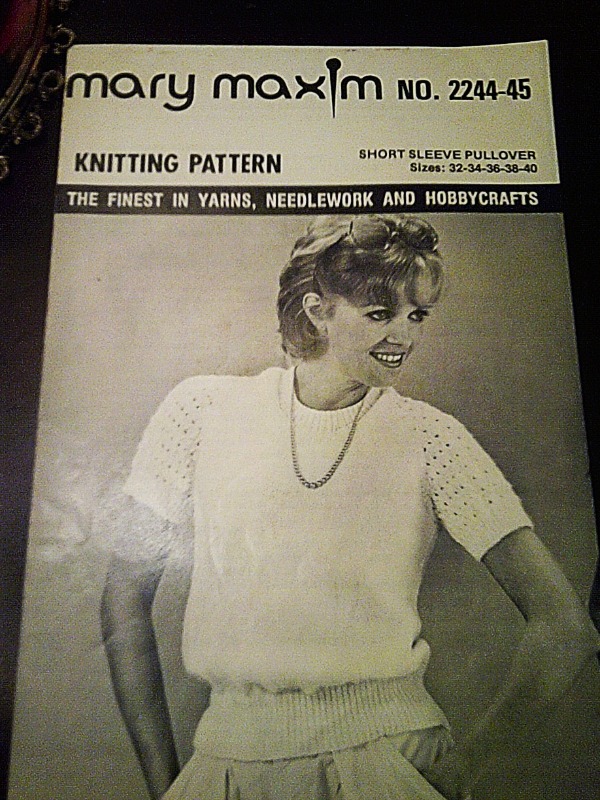 mary maxim NO. 2244-45
KNITTING PATTERN
SHORT SLEEVE PULLOVER
Sizes: 32-34-36-38-40
THE FINEST IN YARNS, NEEDLEWORK AND HOBBYCRAFTS